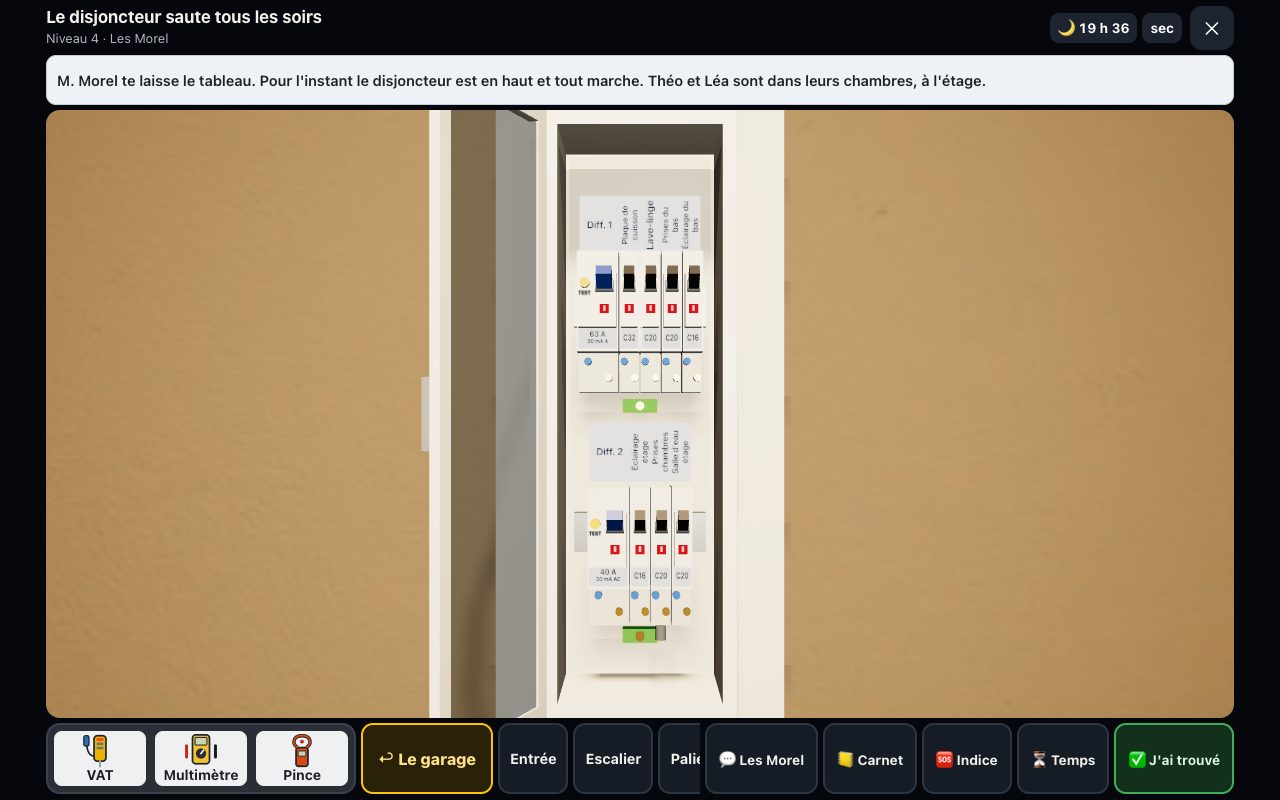 Le disjoncteur saute tous les soirs
Niveau 4 · Les Morel
19 h 36
sec
M. Morel te laisse le tableau. Pour l'instant le disjoncteur est en haut et tout marche. Théo et Léa sont dans leurs chambres, à l'étage.
Diff. 1
Plaque de
cuisson
Lave-linge
Prises du
bas
Éclairage du
bas
TEST
63 A
30 mA A
C32
C20
C20
C16
Diff. 2
Éclairage
étage
Prises
chambres
Salle d'eau
étage
TEST
40 A
30 mA AC
C16
C20
C20
VAT
Multimètre
Pince
Le garage
Entrée
Escalier
Palie
Les Morel
Carnet
SOS
Indice
Temps
J'ai trouvé